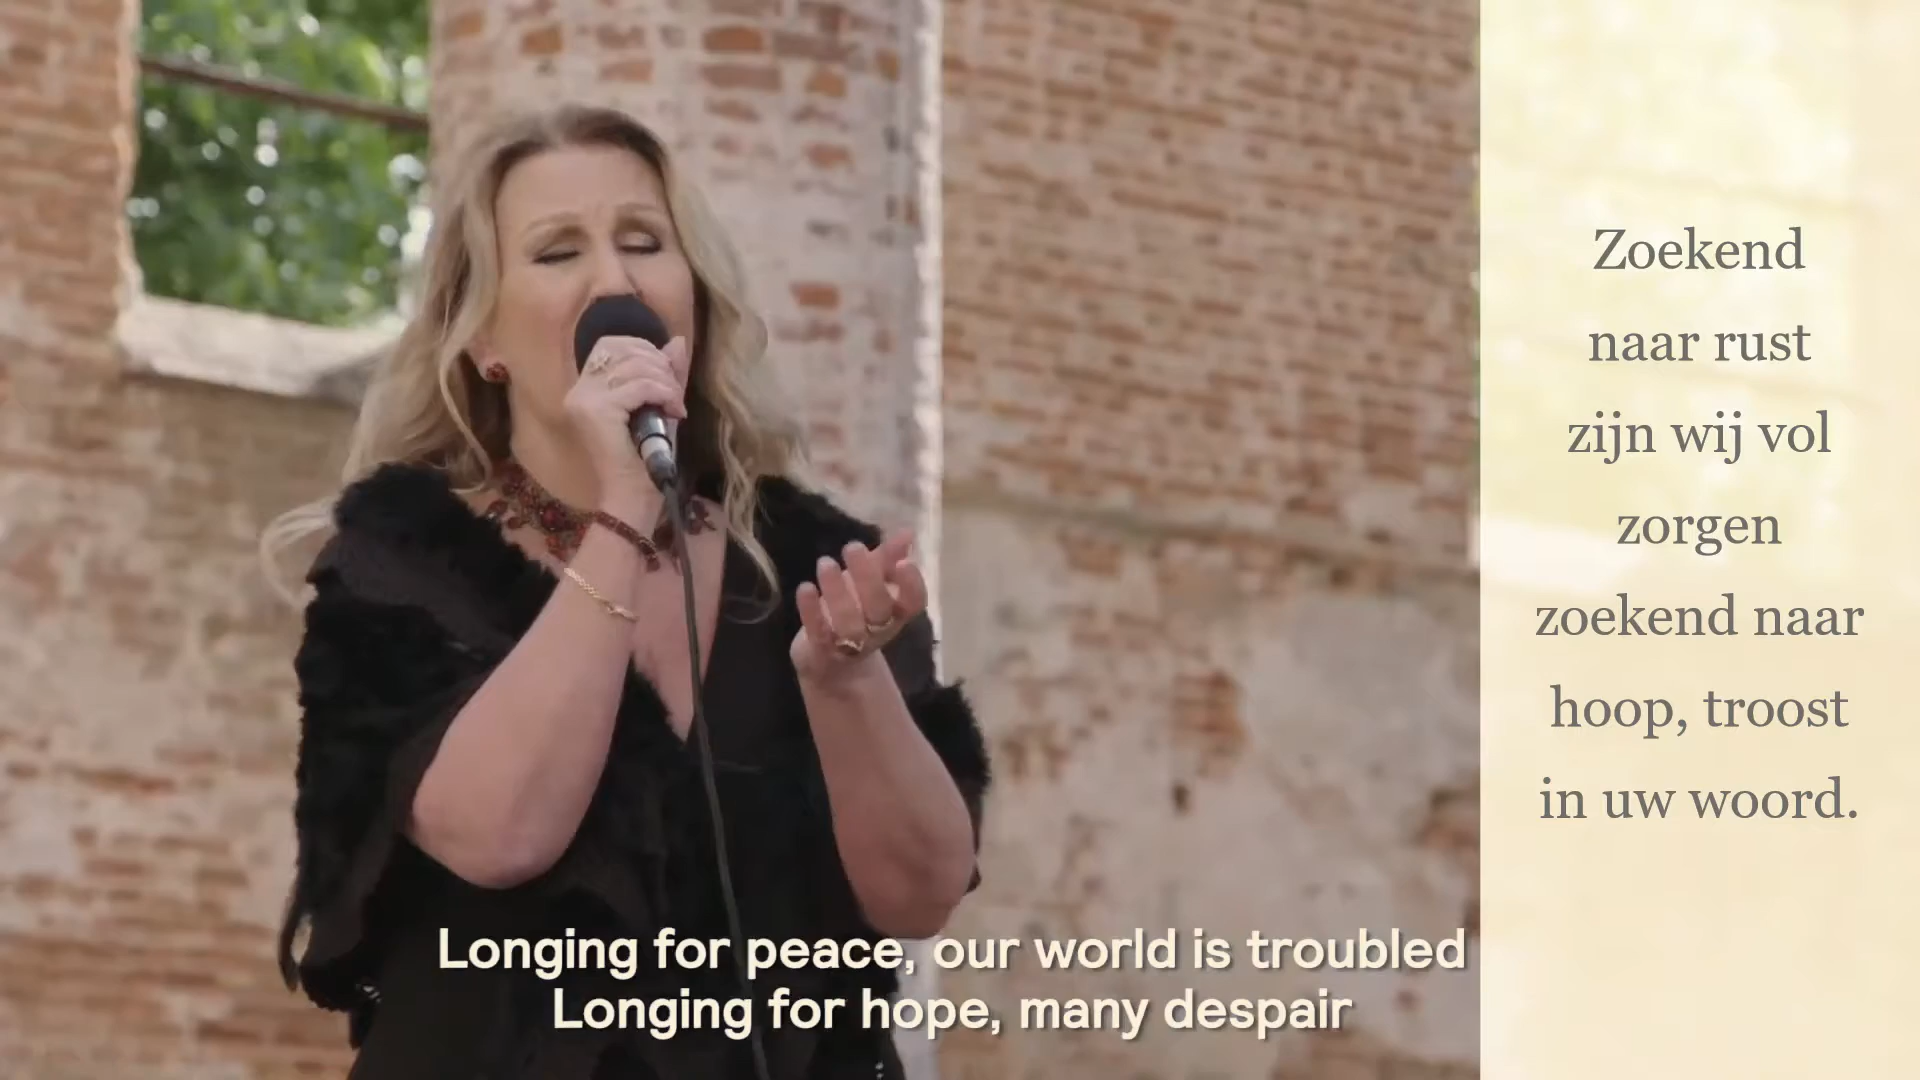 Zoekend
naar rust
zijn wij vol
zorgen
zoekend naar
hoop, troost
in uw woord.
Longing for peace, our world is troubled
Longing for hope, many despair